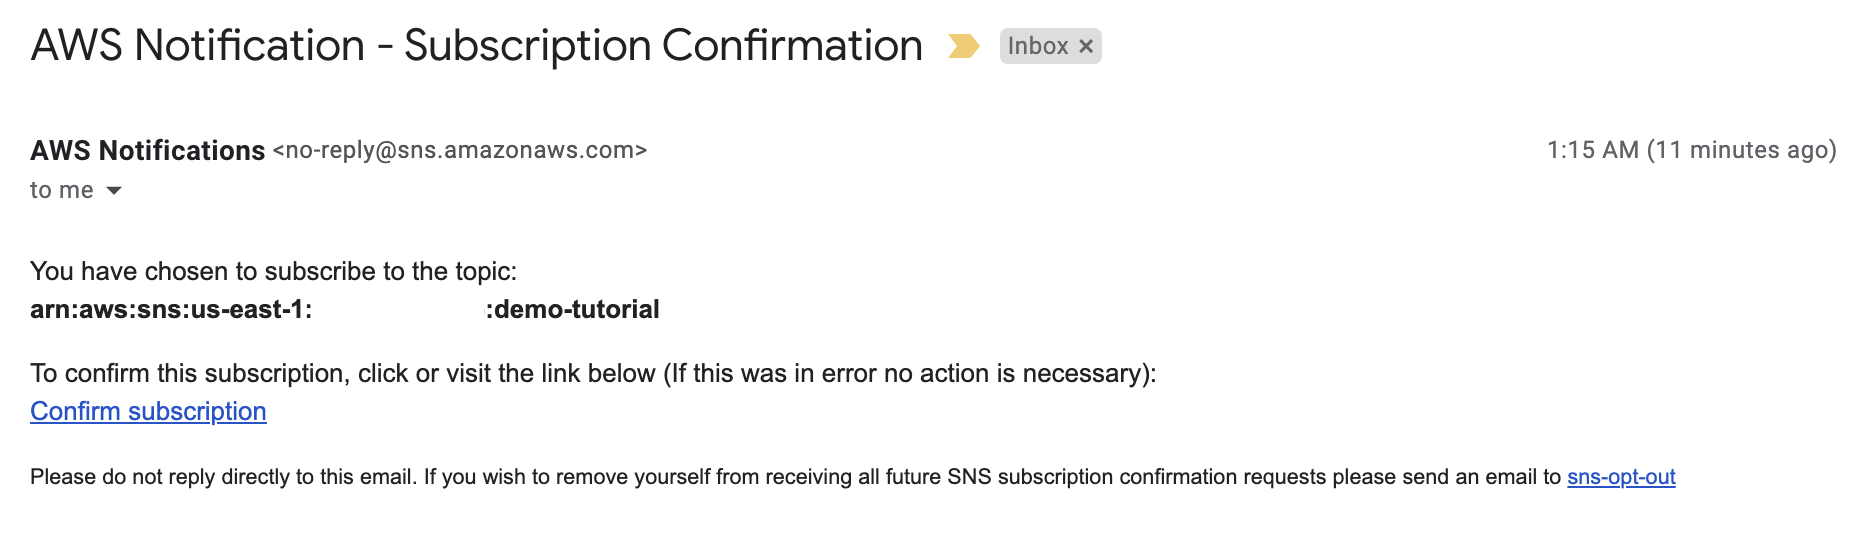 AWS Notification - Subscription Confirmation Inbox ×
AWS Notifications <no-reply@sns.amazonaws.com> 1:15 AM (11 minutes ago)
to me
You have chosen to subscribe to the topic:
arn:aws:sns:us-east-1: :demo-tutorial
To confirm this subscription, click or visit the link below (If this was in error no action is necessary):
Confirm subscription
Please do not reply directly to this email. If you wish to remove yourself from receiving all future SNS subscription confirmation requests please send an email to sns-opt-out